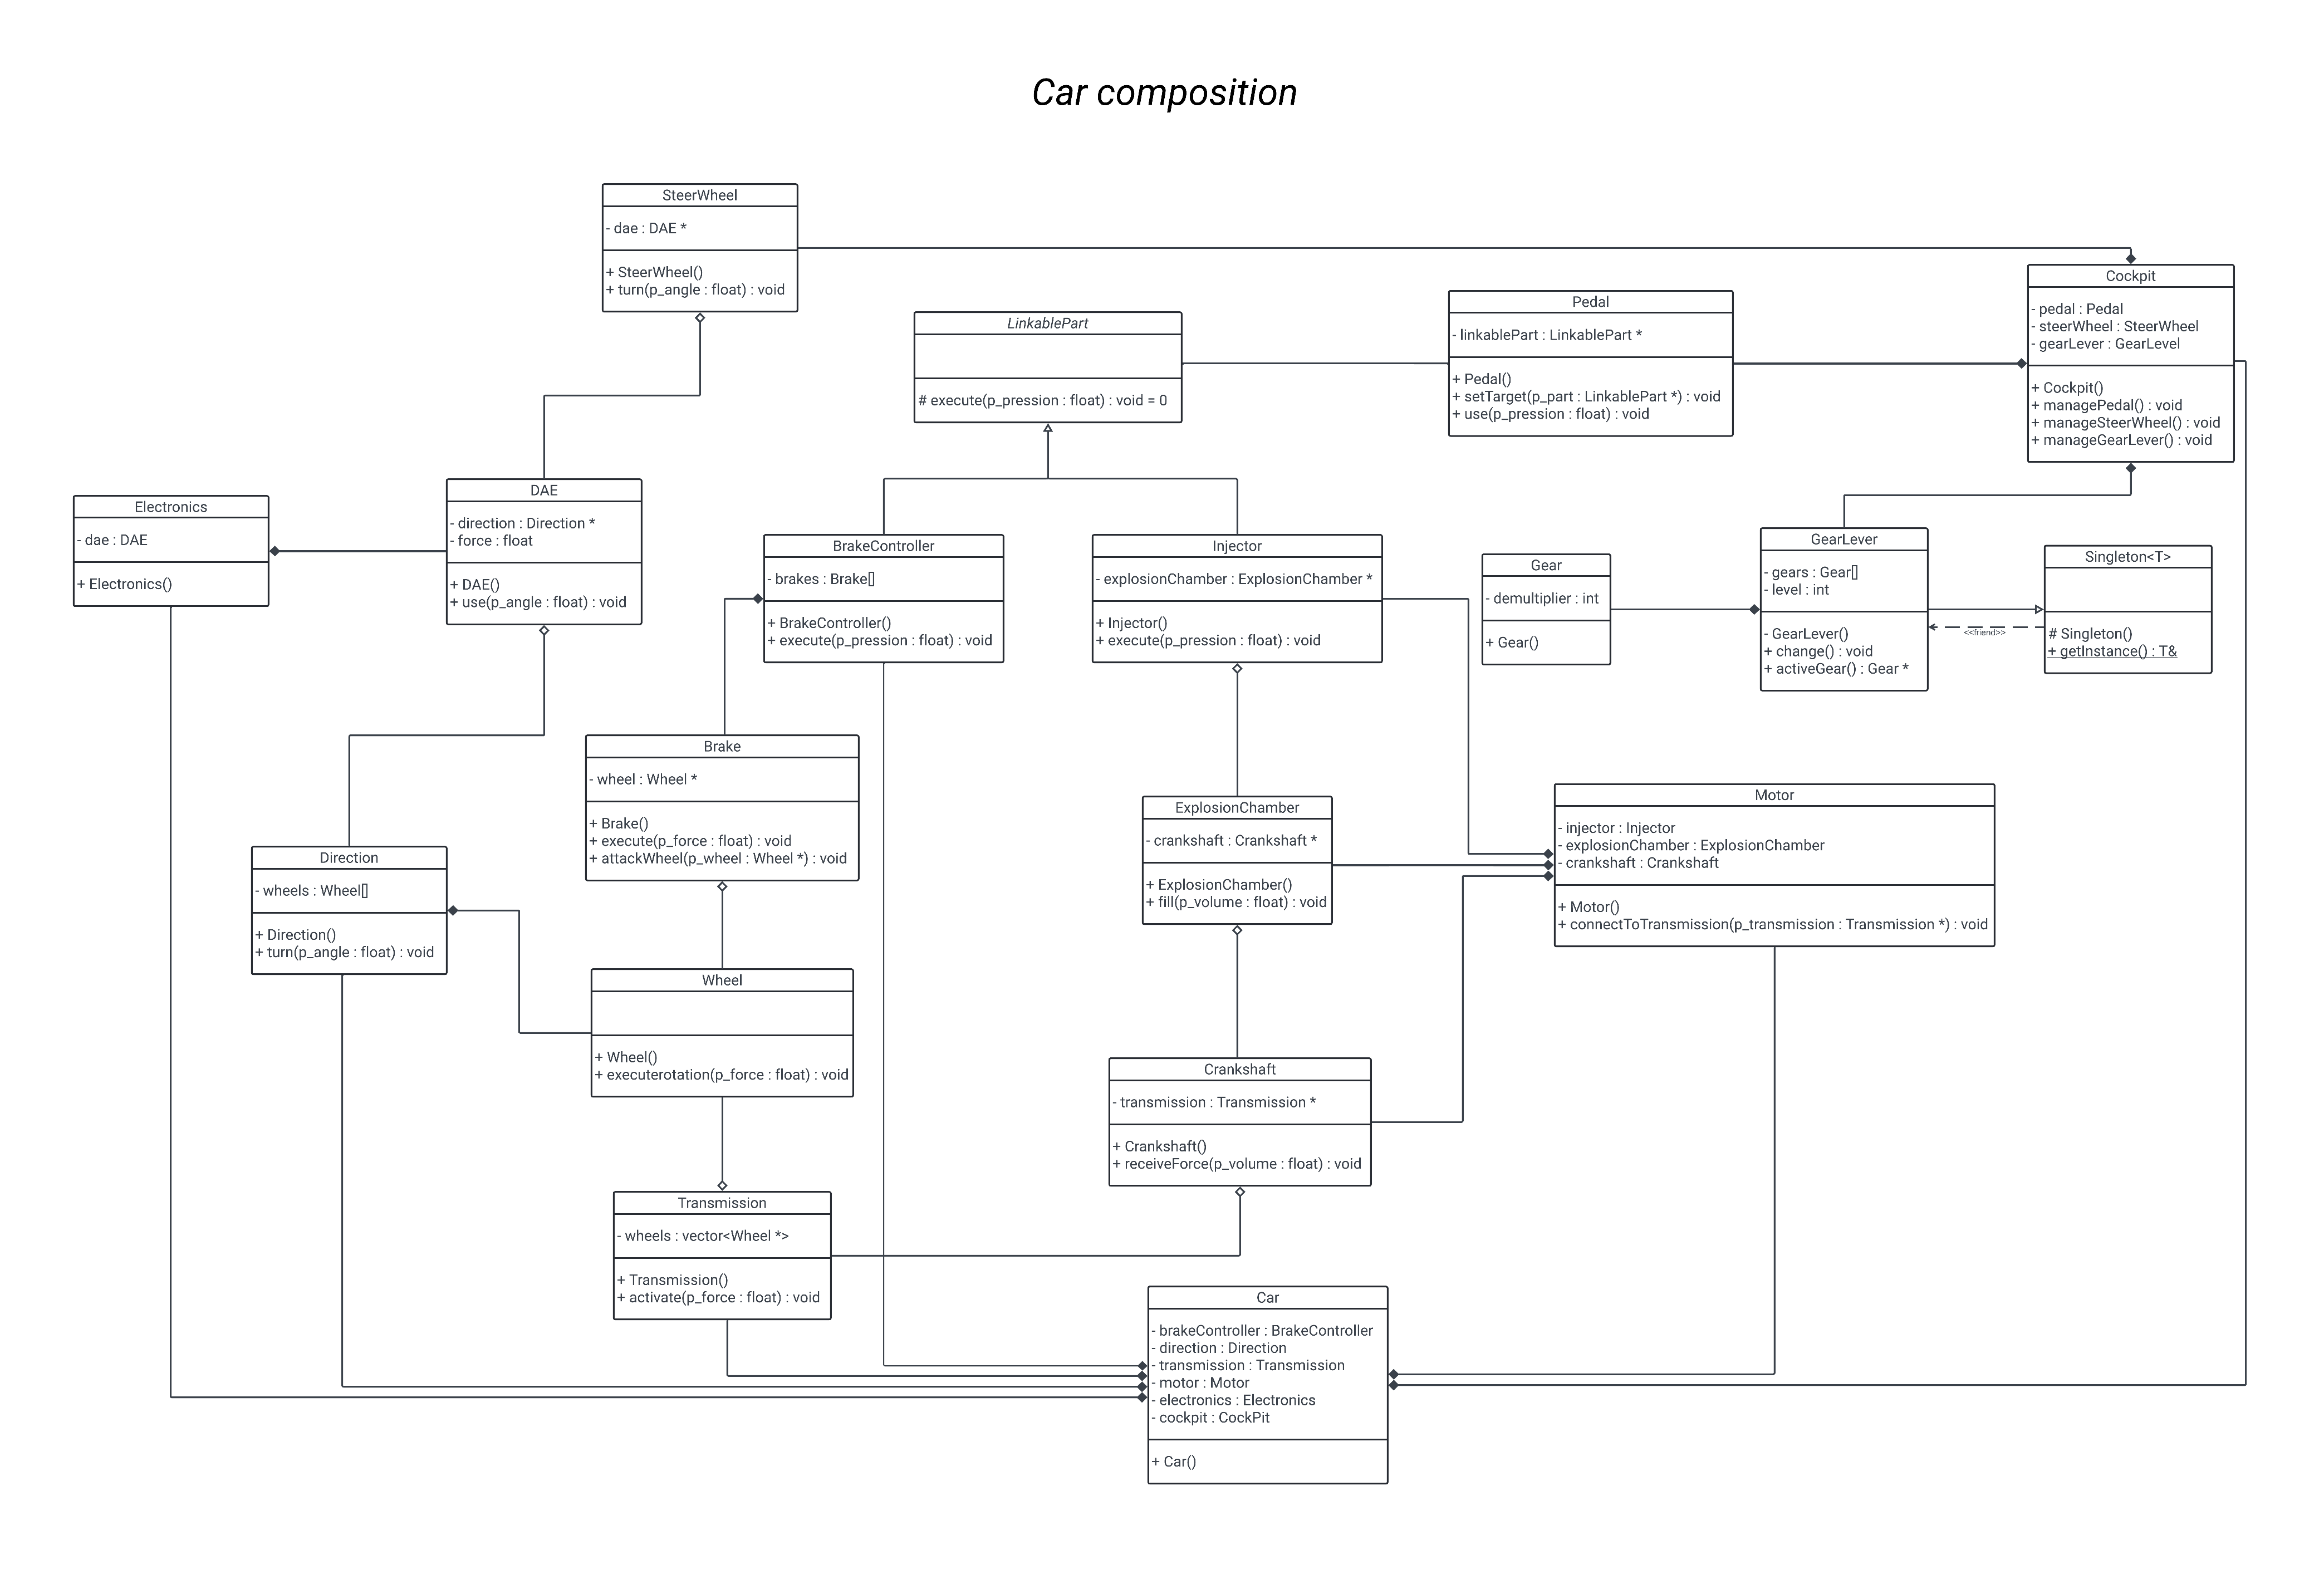 Car composition
SteerWheel
- dae : DAE *
+ SteerWheel()
+ turn(p_angle : float) : void
LinkablePart
# execute(p_pression : float) : void = 0
Pedal
- linkablePart : LinkablePart *
+ Pedal()
+ setTarget(p_part : LinkablePart *) : void
+ use(p_pression : float) : void
Cockpit
- pedal : Pedal
- steerWheel : SteerWheel
- gearLever : GearLevel
+ Cockpit()
+ managePedal() : void
+ manageSteerWheel() : void
+ manageGearLever() : void
Electronics
- dae : DAE
+ Electronics()
DAE
- direction : Direction *
- force : float
+ DAE()
+ use(p_angle : float) : void
BrakeController
- brakes : Brake[]
+ BrakeController()
+ execute(p_pression : float) : void
Injector
- explosionChamber : ExplosionChamber *
+ Injector()
+ execute(p_pression : float) : void
Gear
- demultiplier : int
+ Gear()
GearLever
- gears : Gear[]
- level : int
- GearLever()
+ change() : void
+ activeGear() : Gear *
<<friend>>
Singleton<T>
# Singleton()
+ getInstance() : T&
Brake
- wheel : Wheel *
+ Brake()
+ execute(p_force : float) : void
+ attackWheel(p_wheel : Wheel *) : void
ExplosionChamber
- crankshaft : Crankshaft *
+ ExplosionChamber()
+ fill(p_volume : float) : void
Motor
- injector : Injector
- explosionChamber : ExplosionChamber
- crankshaft : Crankshaft
+ Motor()
+ connectToTransmission(p_transmission : Transmission *) : void
Direction
- wheels : Wheel[]
+ Direction()
+ turn(p_angle : float) : void
Wheel
+ Wheel()
+ executerotation(p_force : float) : void
Crankshaft
- transmission : Transmission *
+ Crankshaft()
+ receiveForce(p_volume : float) : void
Transmission
- wheels : vector<Wheel *>
+ Transmission()
+ activate(p_force : float) : void
Car
- brakeController : BrakeController
- direction : Direction
- transmission : Transmission
- motor : Motor
- electronics : Electronics
- cockpit : CockPit
+ Car()